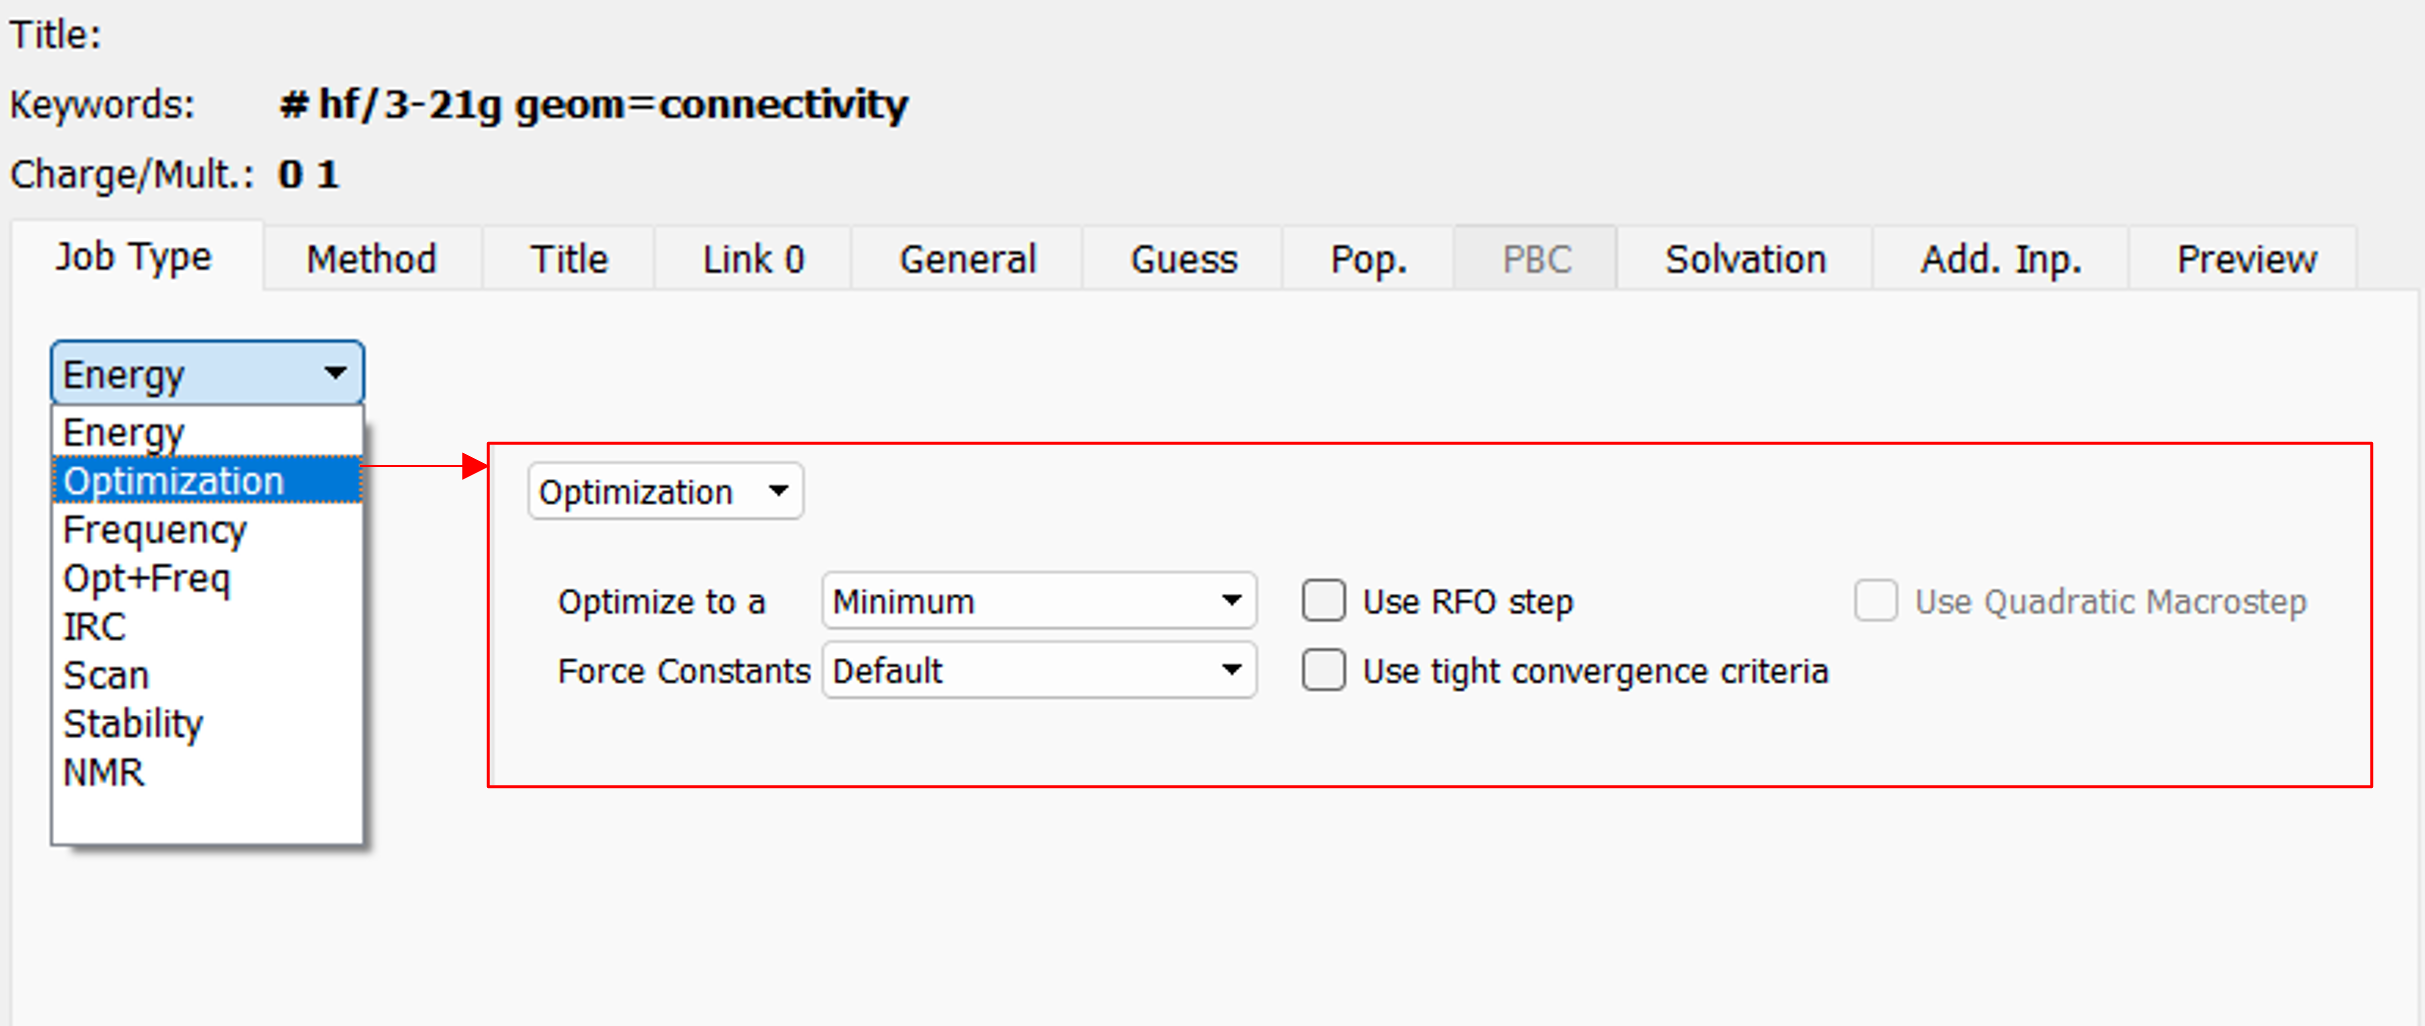 Title:
Keywords: # hf/3-21g geom=connectivity
Charge/Mult.: 0 1
Job Type Method Title Link 0 General Guess Pop. PBC Solvation Add. Inp. Preview
Energy
Energy
Optimization
Frequency
Opt+Freq
IRC
Scan
Stability
NMR
Optimization
Optimize to a Minimum Use RFO step Use Quadratic Macrostep
Force Constants Default Use tight convergence criteria